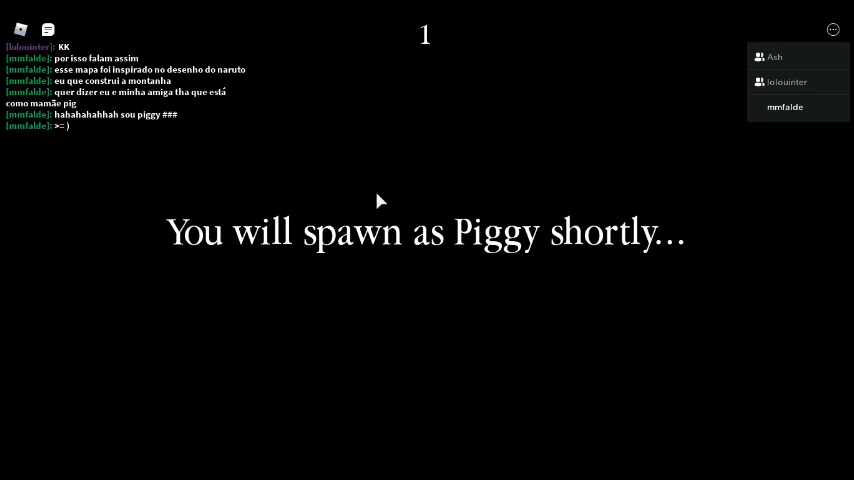 1
[lolouinter]: KK
[mmfalde]: por isso falam assim
[mmfalde]: esse mapa foi inspirado no desenho do naruto
[mmfalde]: eu que construi a montanha
[mmfalde]: quer dizer eu e minha amiga tha que está
como mamãe pig
[mmfalde]: hahahahahhah sou piggy ###
[mmfalde]: >= )
Ash
lolouinter
mmfalde
You will spawn as Piggy shortly...